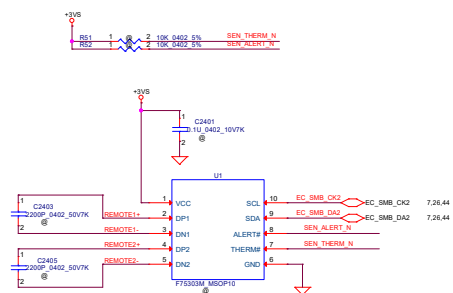 +3VS
R51 1 2 10K_0402_5% SEN_THERM_N
@
R52 1 2 10K_0402_5% SEN_ALERT_N
@
+3VS
1
C2401
0.1U_0402_10V7K
2
@
U1
1 VCC SCL 10 EC_SMB_CK2 EC_SMB_CK2 7,26,44
C2403 1
2200P_0402_50V7K
@
2
REMOTE1+ 2 DP1 SDA 9 EC_SMB_DA2 EC_SMB_DA2 7,26,44
REMOTE1- 3 DN1 ALERT# 8 SEN_ALERT_N
REMOTE2+ 4 DP2 THERM# 7 SEN_THERM_N
1
C2405
2200P_0402_50V7K
@
2
REMOTE2- 5 DN2 GND 6
F75303M_MSOP10
@